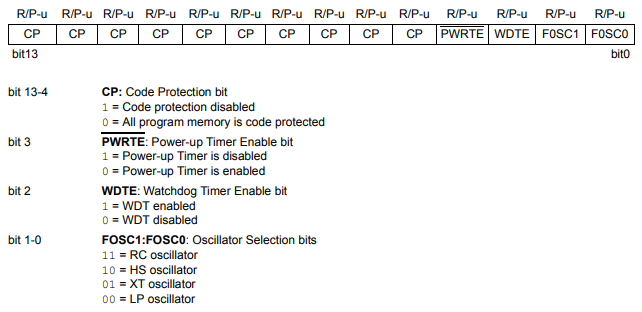 R/P-u R/P-u R/P-u R/P-u R/P-u R/P-u R/P-u R/P-u R/P-u R/P-u R/P-u R/P-u R/P-u R/P-u
CP CP CP CP CP CP CP CP CP CP PWRTE WDTE F0SC1 F0SC0
bit13 bit0
bit 13-4 CP: Code Protection bit
1 = Code protection disabled
0 = All program memory is code protected
bit 3 PWRTE: Power-up Timer Enable bit
1 = Power-up Timer is disabled
0 = Power-up Timer is enabled
bit 2 WDTE: Watchdog Timer Enable bit
1 = WDT enabled
0 = WDT disabled
bit 1-0 FOSC1:FOSC0: Oscillator Selection bits
11 = RC oscillator
10 = HS oscillator
01 = XT oscillator
00 = LP oscillator